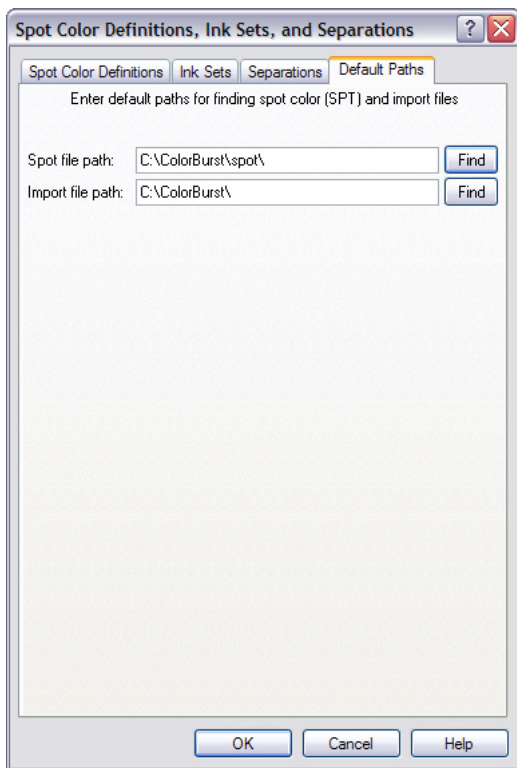 Spot Color Definitions, Ink Sets, and Separations ?
Spot Color Definitions Ink Sets Separations Default Paths
Enter default paths for finding spot color (SPT) and import files
Spot file path: C:\ColorBurst\spot\ Find
Import file path: C:\ColorBurst\ Find
OK Cancel Help